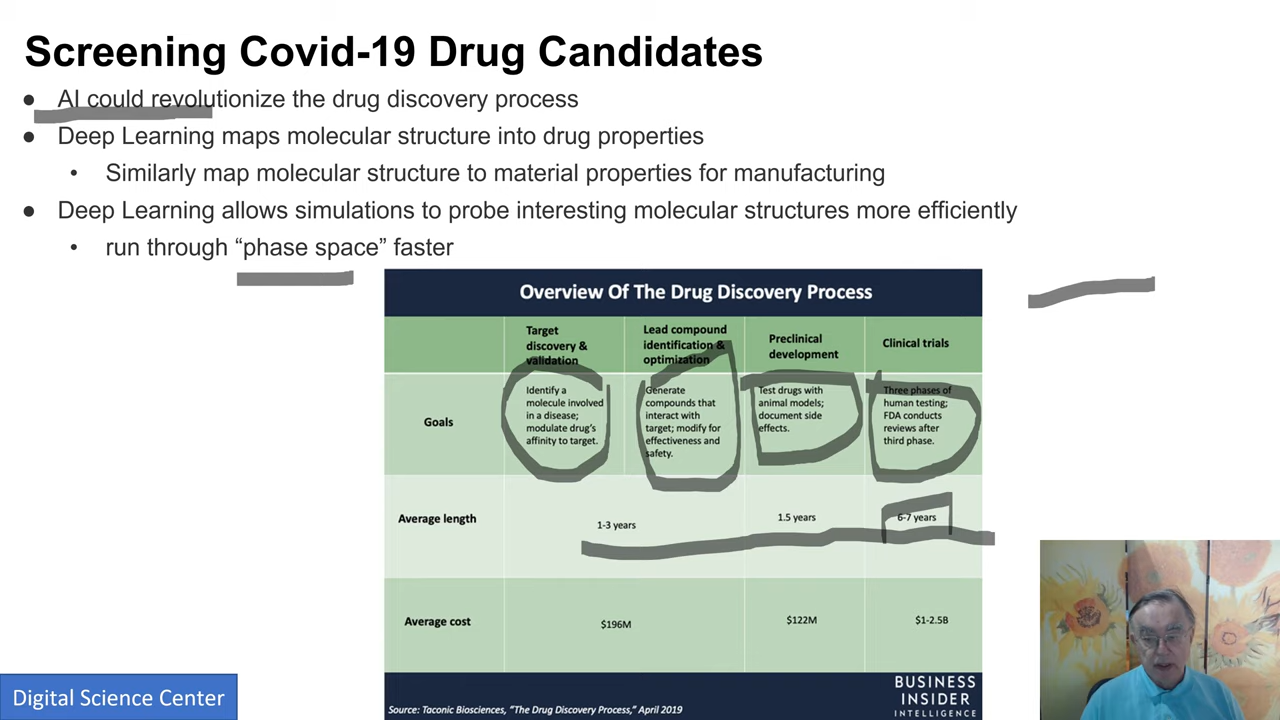 Screening Covid-19 Drug Candidates
● AI could revolutionize the drug discovery process
● Deep Learning maps molecular structure into drug properties
• Similarly map molecular structure to material properties for manufacturing
● Deep Learning allows simulations to probe interesting molecular structures more efficiently
• run through “phase space” faster
Overview Of The Drug Discovery Process
Target
discovery &
validation
Lead compound
identification &
optimization
Preclinical
development
Clinical trials
Goals
Identify a
molecule involved
in a disease;
modulate drug's
affinity to target.
Generate
compounds that
interact with
target; modify for
effectiveness and
safety.
Test drugs with
animal models;
document side
effects.
Three phases of
human testing;
FDA conducts
reviews after
third phase.
Average length
1-3 years
1.5 years
6-7 years
Average cost
$196M
$122M
$1-2.5B
Source: Taconic Biosciences, "The Drug Discovery Process," April 2019
BUSINESS
INSIDER
INTELLIGENCE
Digital Science Center